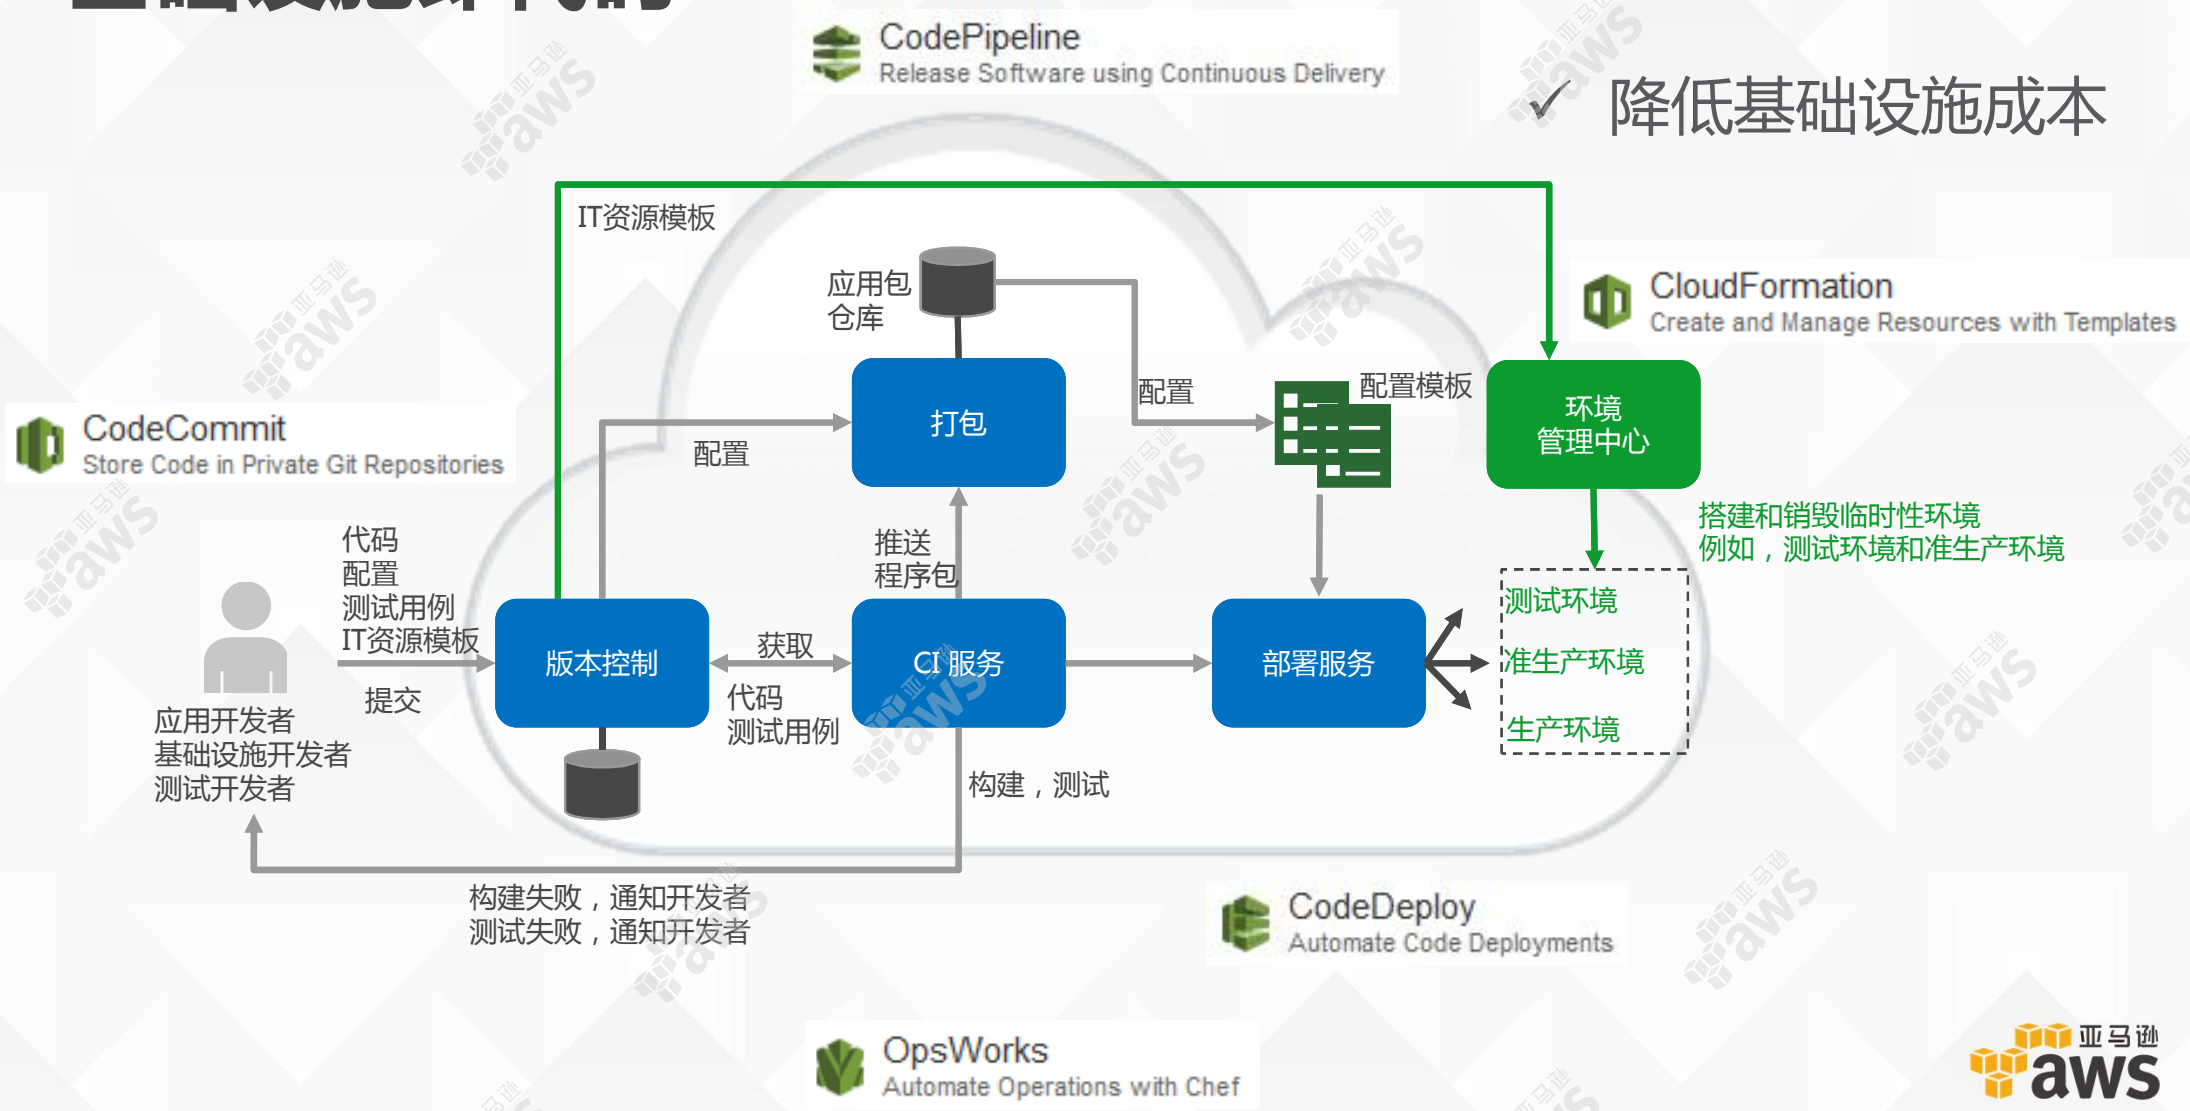 基础设施即代码
CodePipeline
Release Software using Continuous Delivery
✓ 降低基础设施成本
IT资源模板
应用包
仓库
CloudFormation
Create and Manage Resources with Templates
打包
配置
配置
配置模板
环境
管理中心
CodeCommit
Store Code in Private Git Repositories
搭建和销毁临时性环境
例如，测试环境和准生产环境
代码
配置
测试用例
IT资源模板
提交
推送
程序包
版本控制
获取
代码
测试用例
CI 服务
部署服务
测试环境
准生产环境
生产环境
应用开发者
基础设施开发者
测试开发者
构建，测试
构建失败，通知开发者
测试失败，通知开发者
CodeDeploy
Automate Code Deployments
OpsWorks
Automate Operations with Chef
亚马逊
aws